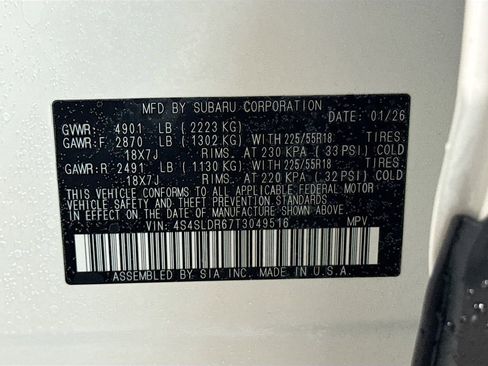 MFD BY SUBARU CORPORATION DATE: 01/26
GVWR: 4901 LB (2223 KG)
GAWR:F 2870 LB (1302 KG) WITH 225/55R18 TIRES.
18X7J RIMS. AT 230 KPA (33 PSI) COLD
GAWR:R 2491 LB (1130 KG) WITH 225/55R18 TIRES.
18X7J RIMS. AT 220 KPA (32 PSI) COLD
THIS VEHICLE CONFORMS TO ALL APPLICABLE FEDERAL MOTOR
VEHICLE SAFETY AND THEFT PREVENTION STANDARDS IN EFFECT
ON THE DATE OF MANUFACTURE SHOWN ABOVE.
VIN: 4S4SLDR67T3049516 MPV
ASSEMBLED BY SIA INC. MADE IN U.S.A.